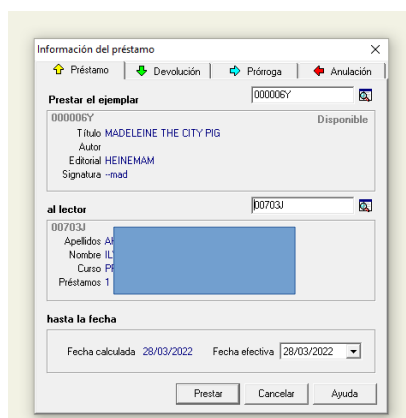 Información del préstamo
Préstamo Devolución Prórroga Anulación
Prestar el ejemplar 000006Y
000006Y Disponible
Título MADELEINE THE CITY PIG
Autor
Editorial HEINEMAM
Signatura --mad
al lector 00703J
00703J
Apellidos
Nombre
Curso
Préstamos 1
hasta la fecha
Fecha calculada 28/03/2022 Fecha efectiva 28/03/2022
Prestar Cancelar Ayuda